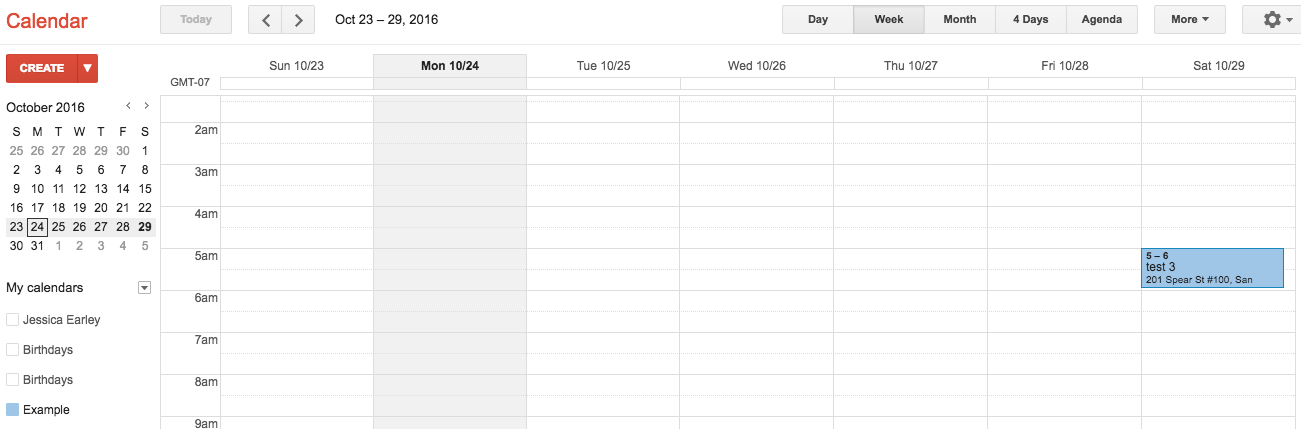 Calendar
Today
Oct 23 – 29, 2016
Day Week Month 4 Days Agenda
More
CREATE
Sun 10/23 Mon 10/24 Tue 10/25 Wed 10/26 Thu 10/27 Fri 10/28 Sat 10/29
GMT-07
October 2016
S M T W T F S
25 26 27 28 29 30 1
2 3 4 5 6 7 8
9 10 11 12 13 14 15
16 17 18 19 20 21 22
23 24 25 26 27 28 29
30 31 1 2 3 4 5
My calendars
Jessica Earley
Birthdays
Birthdays
Example
2am
3am
4am
5am
6am
7am
8am
9am
5 – 6
test 3
201 Spear St #100, San